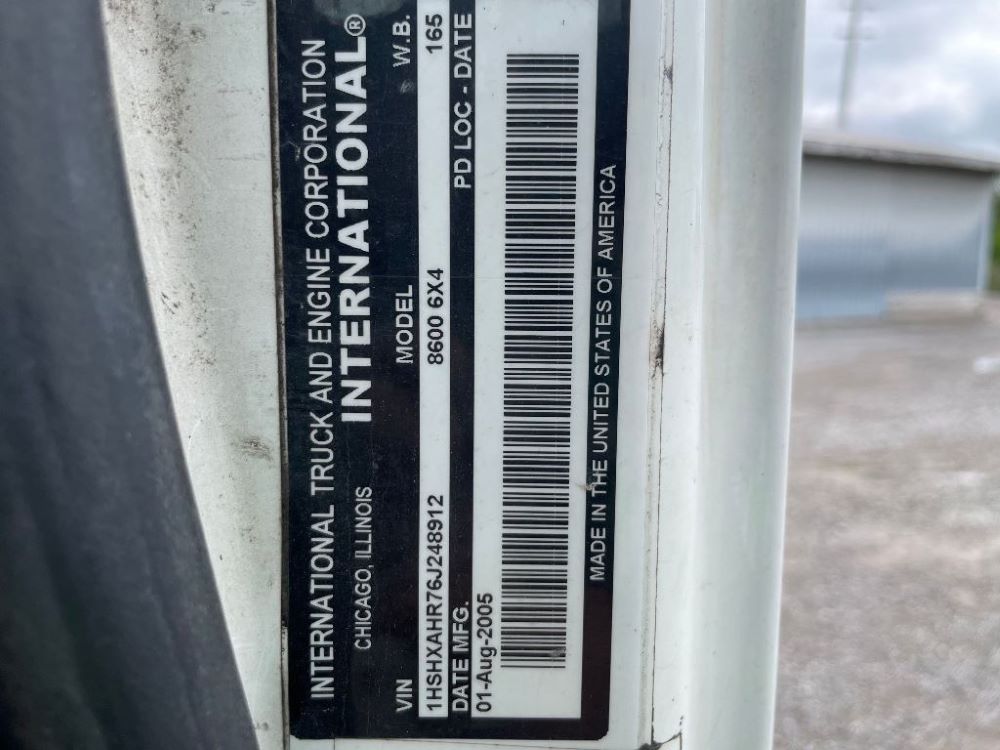 INTERNATIONAL TRUCK AND ENGINE CORPORATION
CHICAGO, ILLINOIS INTERNATIONAL®
VIN MODEL W.B.
1HSHXAHR76J248912 8600 6X4 165
DATE MFG. PD LOC - DATE
01-Aug-2005
MADE IN THE UNITED STATES OF AMERICA